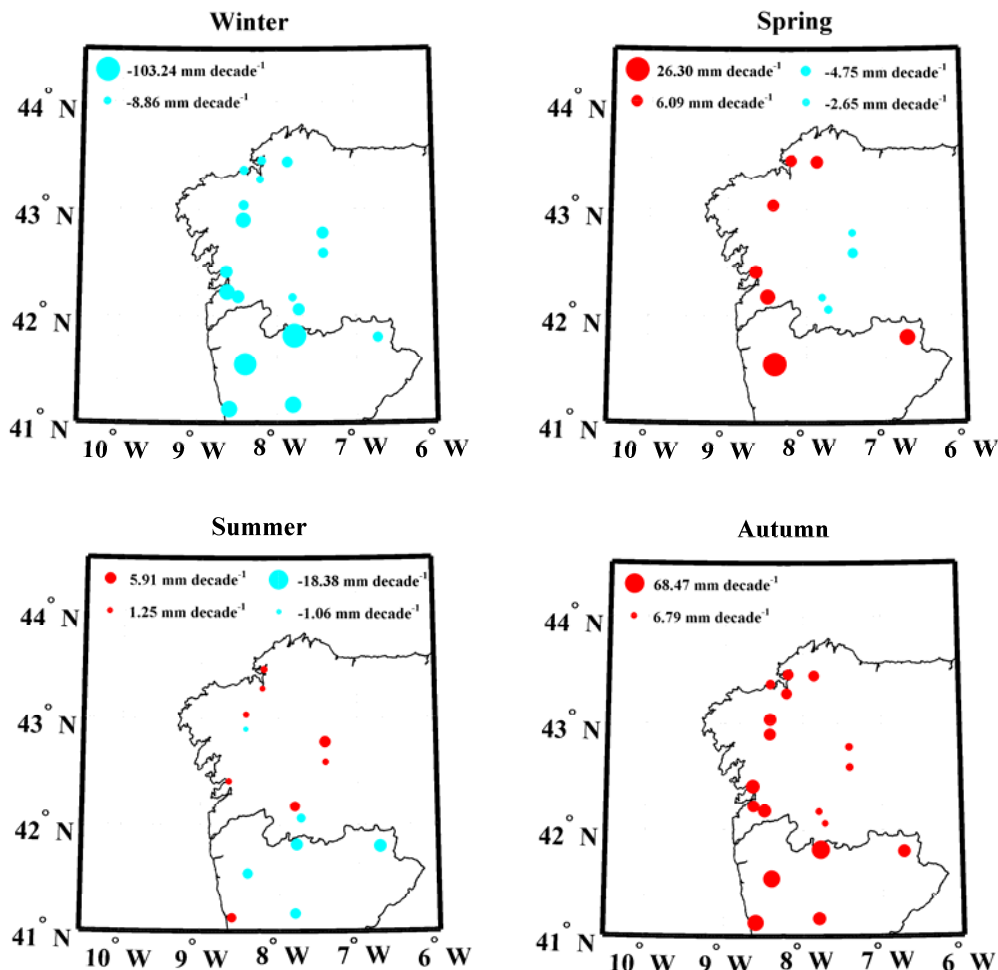 Winter
-103.24 mm decade-1
-8.86 mm decade-1
44° N
43° N
42° N
41° N
10° W 9° W 8° W 7° W 6° W
Spring
26.30 mm decade-1 -4.75 mm decade-1
6.09 mm decade-1 -2.65 mm decade-1
44° N
43° N
42° N
41° N
10° W 9° W 8° W 7° W 6° W
Summer
5.91 mm decade-1 -18.38 mm decade-1
1.25 mm decade-1 -1.06 mm decade-1
44° N
43° N
42° N
41° N
10° W 9° W 8° W 7° W 6° W
Autumn
68.47 mm decade-1
6.79 mm decade-1
44° N
43° N
42° N
41° N
10° W 9° W 8° W 7° W 6° W